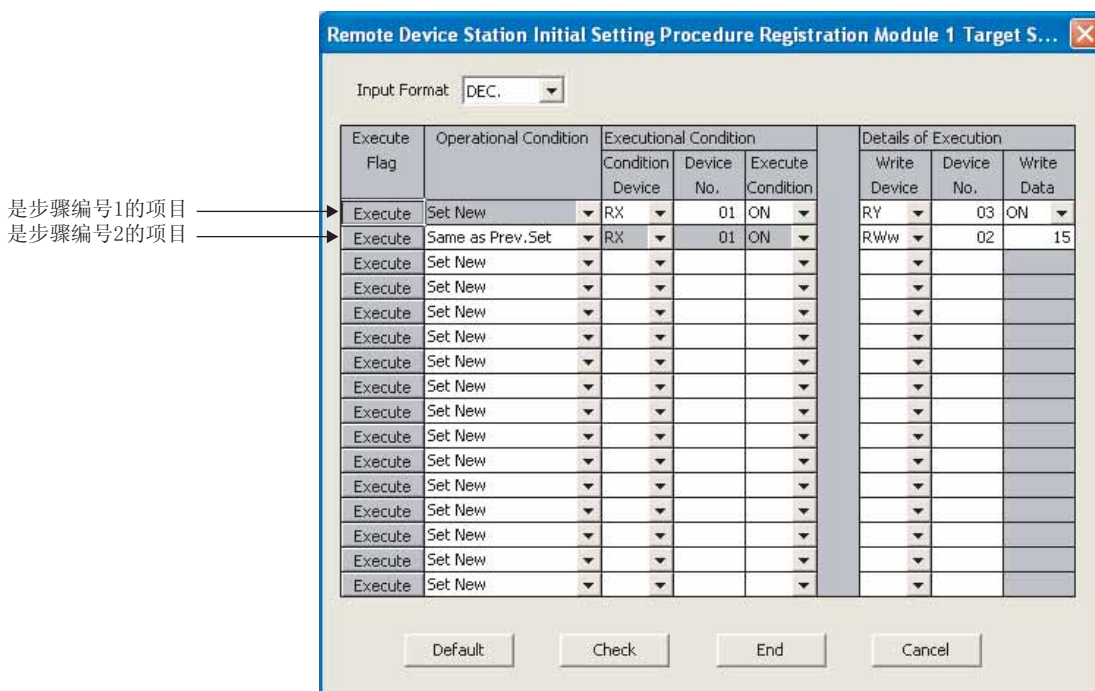 Remote Device Station Initial Setting Procedure Registration Module 1 Target S...
Input Format DEC.
Execute Flag Operational Condition Executional Condition Details of Execution
Condition Device Device No. Execute Condition Write Device Device No. Write Data
是步骤编号1的项目 Execute Set New RX 01 ON RY 03 ON
是步骤编号2的项目 Execute Same as Prev.Set RX 01 ON RWw 02 15
Execute Set New
Execute Set New
Execute Set New
Execute Set New
Execute Set New
Execute Set New
Execute Set New
Execute Set New
Execute Set New
Execute Set New
Execute Set New
Execute Set New
Execute Set New
Execute Set New
Default Check End Cancel